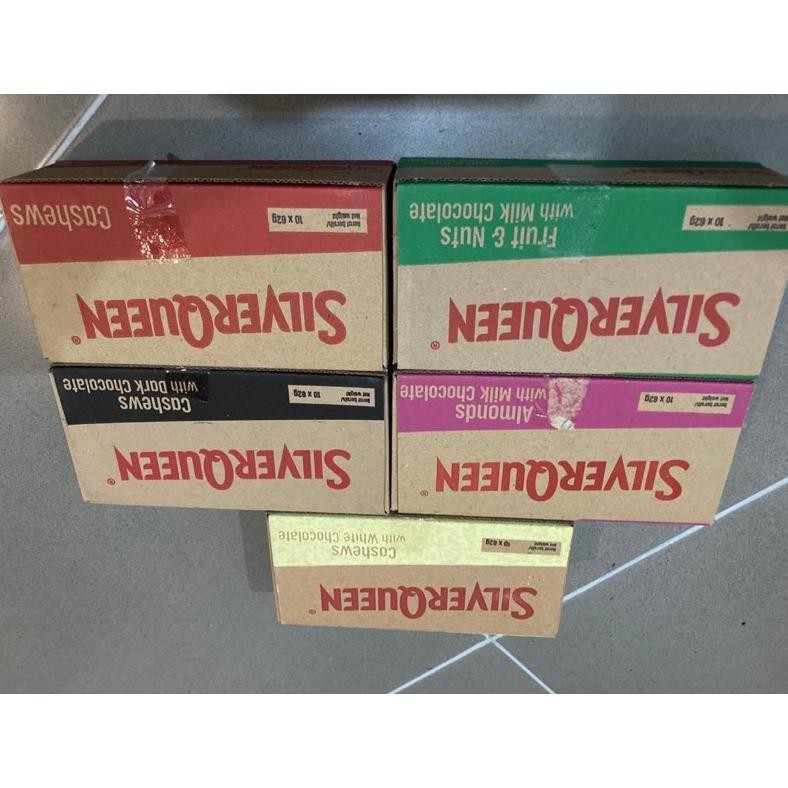 SILVERQUEEN®
Berat bersih/
Net weight
10 x 62g
Cashews
SILVERQUEEN®
Berat bersih/
Net weight
10 x 62g
Fruit & Nuts
with Milk Chocolate
SILVERQUEEN®
Berat bersih/
Net weight
10 x 62g
Cashews
with Dark Chocolate
SILVERQUEEN®
Berat bersih/
Net weight
10 x 62g
Almonds
with Milk Chocolate
SILVERQUEEN®
Berat bersih/
Net weight
10 x 62g
Cashews
with White Chocolate